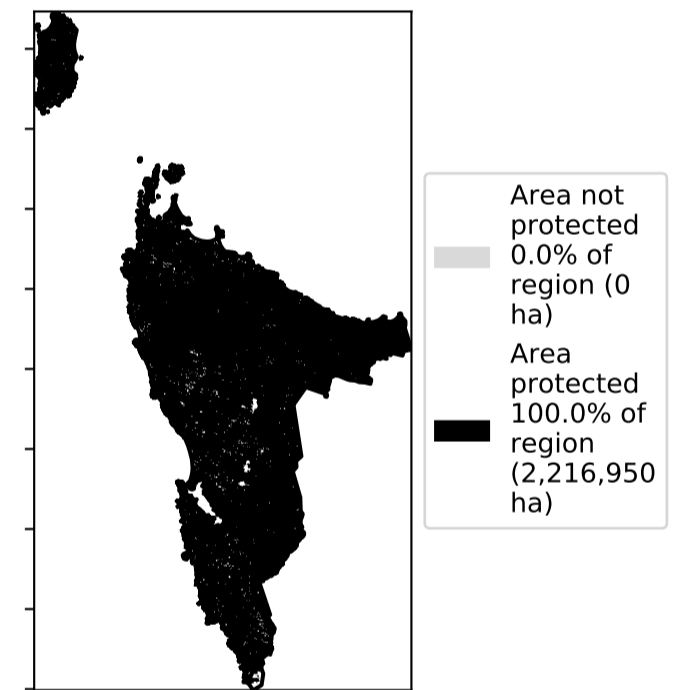 Area not
protected
0.0% of
region (0
ha)
Area
protected
100.0% of
region
(2,216,950
ha)